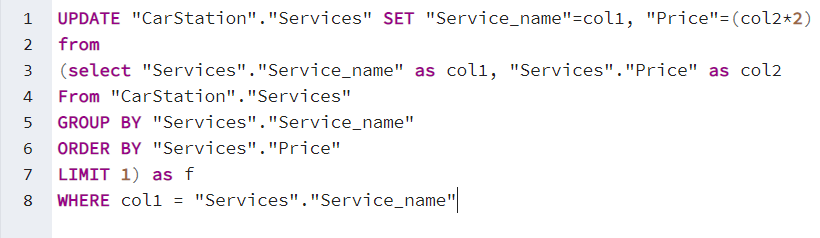 1 UPDATE "CarStation"."Services" SET "Service_name"=col1, "Price"=(col2*2)
2 from
3 (select "Services"."Service_name" as col1, "Services"."Price" as col2
4 From "CarStation"."Services"
5 GROUP BY "Services"."Service_name"
6 ORDER BY "Services"."Price"
7 LIMIT 1) as f
8 WHERE col1 = "Services"."Service_name"